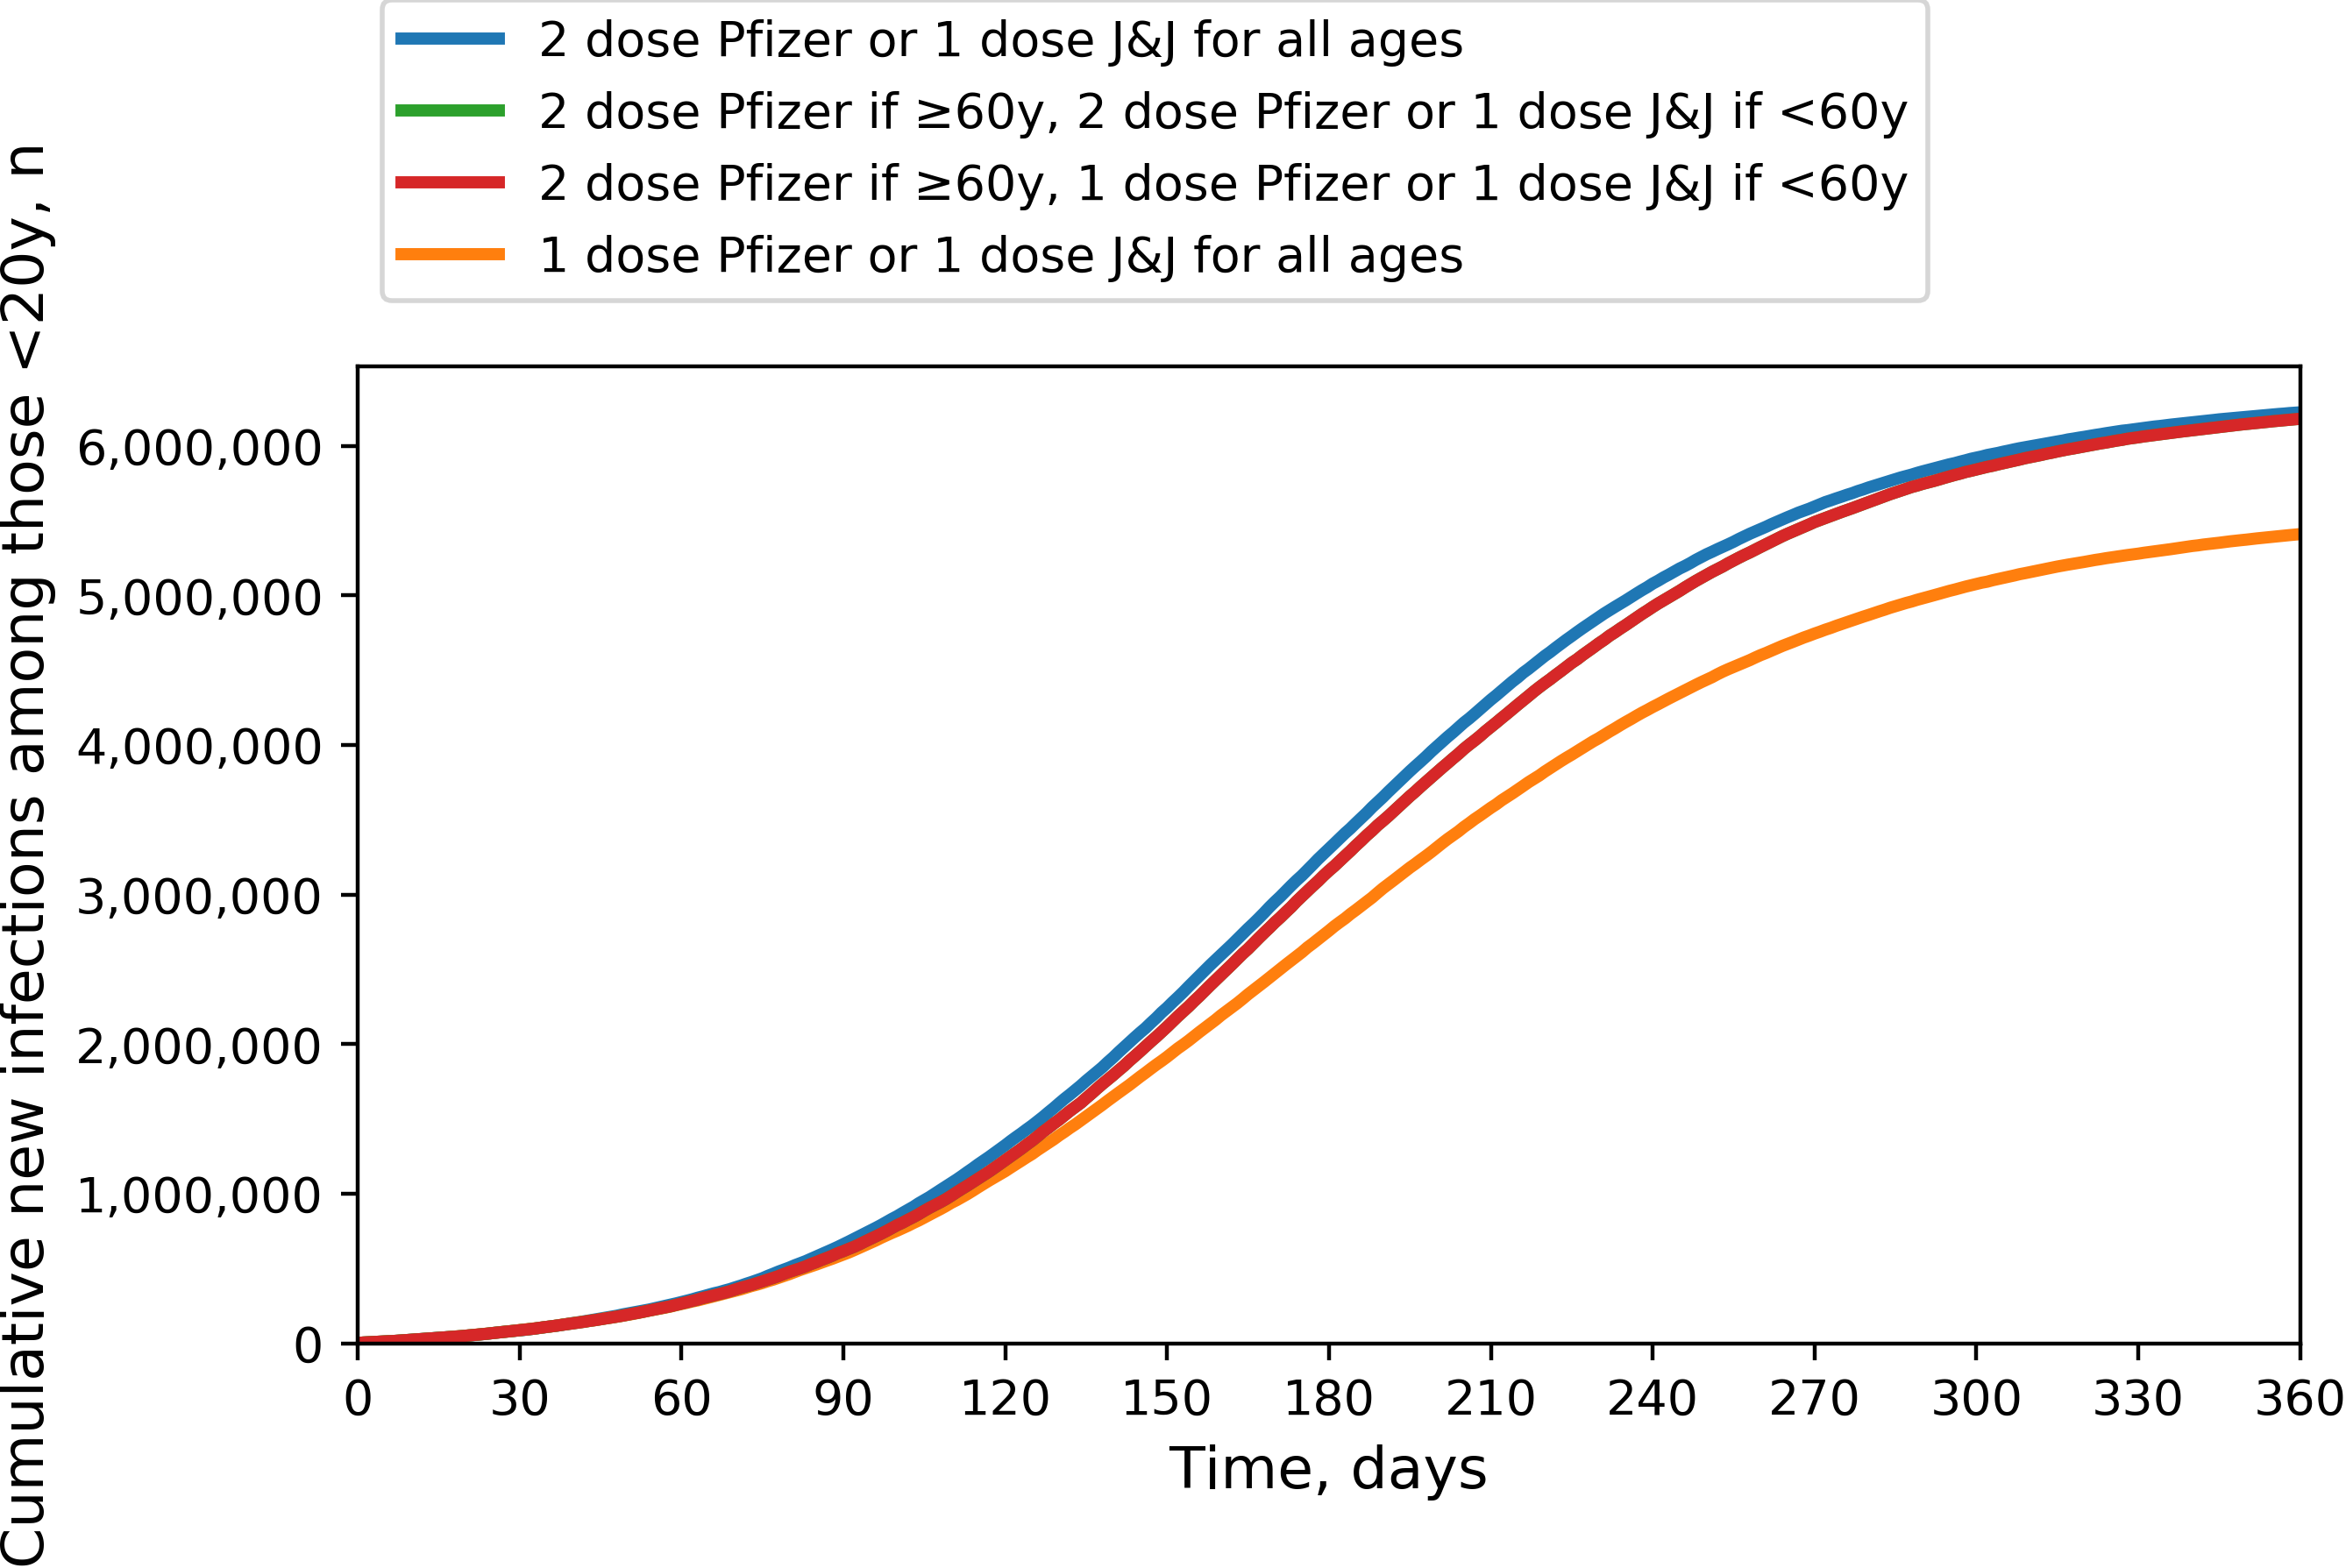 2 dose Pfizer or 1 dose J&J for all ages
2 dose Pfizer if ≥60y, 2 dose Pfizer or 1 dose J&J if <60y
2 dose Pfizer if ≥60y, 1 dose Pfizer or 1 dose J&J if <60y
1 dose Pfizer or 1 dose J&J for all ages
Cumulative new infections among those <20y, n
6,000,000
5,000,000
4,000,000
3,000,000
2,000,000
1,000,000
0
0 30 60 90 120 150 180 210 240 270 300 330 360
Time, days